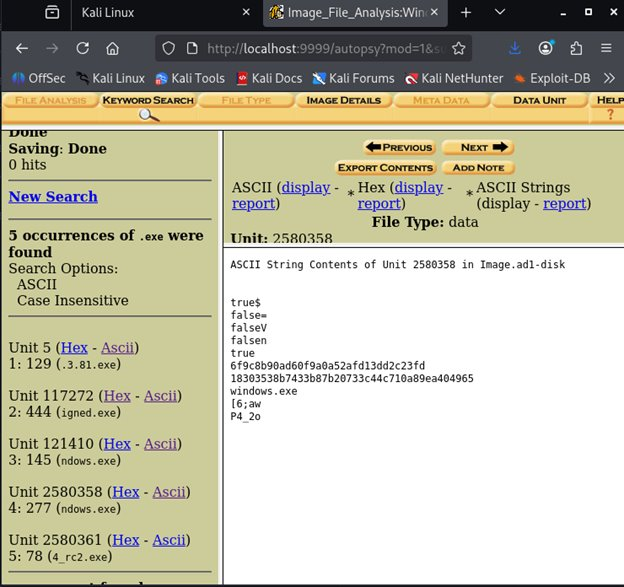 Kali Linux
Image_File_Analysis:Win
http://localhost:9999/autopsy?mod=1&su
OffSec
Kali Linux
Kali Tools
Kali Docs
Kali Forums
Kali NetHunter
Exploit-DB
FILE ANALYSIS
KEYWORD SEARCH
FILE TYPE
IMAGE DETAILS
META DATA
DATA UNIT
HELP
?
Done
Saving: Done
0 hits
New Search
5 occurrences of .exe were
found
Search Options:
ASCII
Case Insensitive
Unit 5 (Hex - Ascii)
1: 129 (.3.81.exe)
Unit 117272 (Hex - Ascii)
2: 444 (igned.exe)
Unit 121410 (Hex - Ascii)
3: 145 (ndows.exe)
Unit 2580358 (Hex - Ascii)
4: 277 (ndows.exe)
Unit 2580361 (Hex - Ascii)
5: 78 (4_rc2.exe)
PREVIOUS
NEXT
EXPORT CONTENTS
ADD NOTE
ASCII (display - report) * Hex (display - report) * ASCII Strings (display - report)
File Type: data
Unit: 2580358
ASCII String Contents of Unit 2580358 in Image.ad1-disk
true$
false=
falseV
falsen
true
6f9c8b90ad60f9a0a52afd13dd2c23fd
18303538b7433b87b20733c44c710a89ea404965
windows.exe
[6;aw
P4_2o